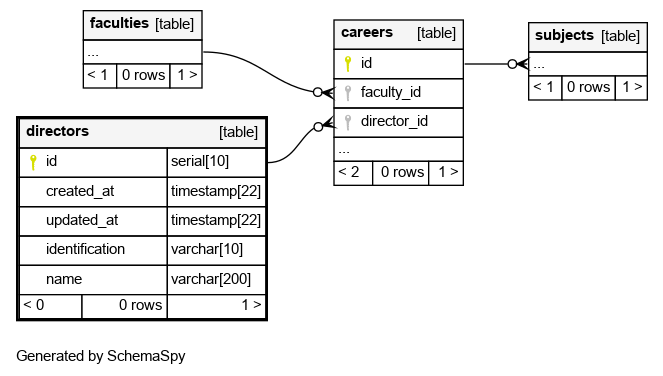 faculties [table]
...
< 1 0 rows 1 >
careers [table]
id
faculty_id
director_id
...
< 2 0 rows 1 >
subjects [table]
...
< 1 0 rows 1 >
directors [table]
id serial[10]
created_at timestamp[22]
updated_at timestamp[22]
identification varchar[10]
name varchar[200]
< 0 0 rows 1 >
Generated by SchemaSpy